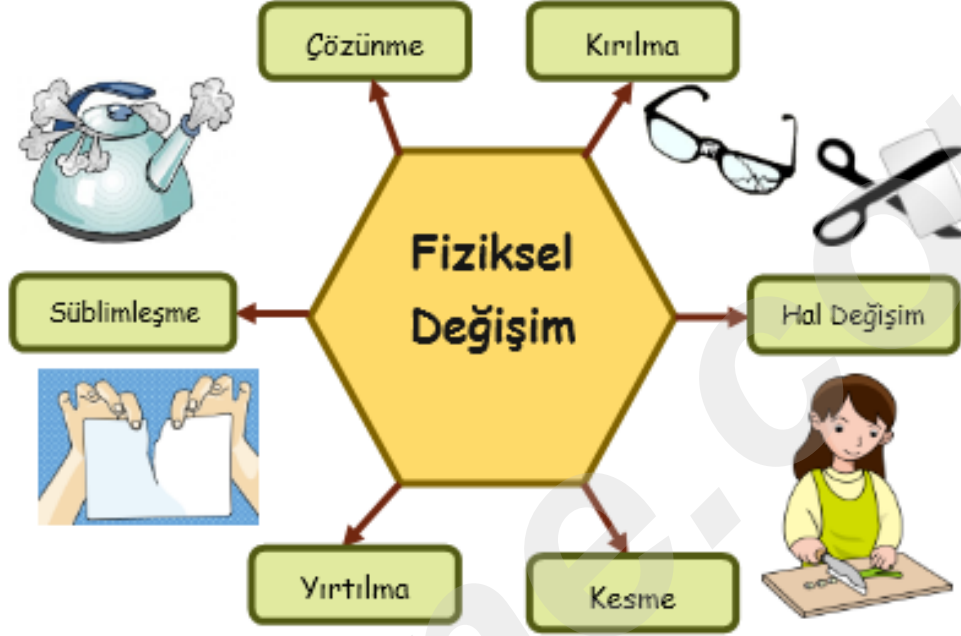 Çözünme
Kırılma
Fiziksel
Değişim
Süblimleşme
Hal Değişim
Yırtılma
Kesme